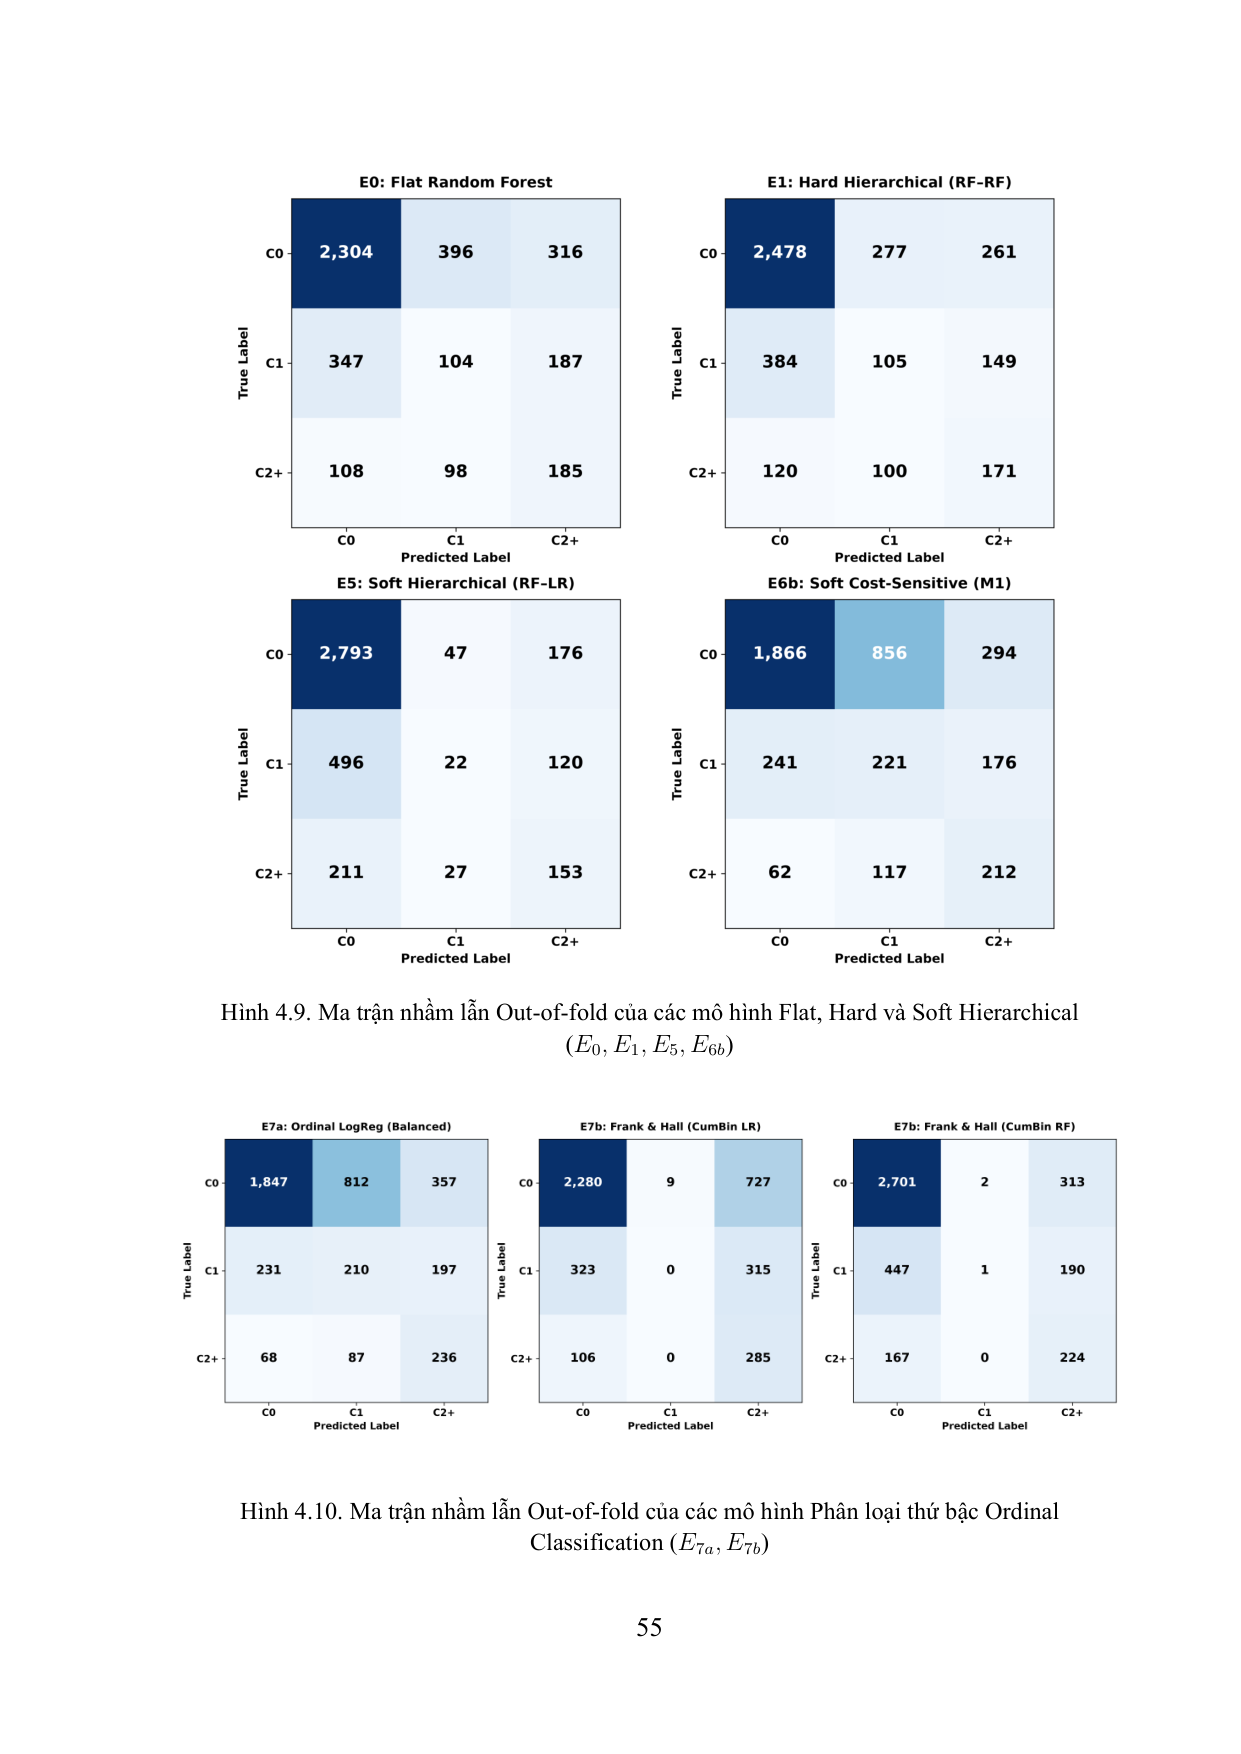 E0: Flat Random Forest
True Label
C0 2,304 396 316
C1 347 104 187
C2+ 108 98 185
C0 C1 C2+
Predicted Label
E1: Hard Hierarchical (RF–RF)
True Label
C0 2,478 277 261
C1 384 105 149
C2+ 120 100 171
C0 C1 C2+
Predicted Label
E5: Soft Hierarchical (RF–LR)
True Label
C0 2,793 47 176
C1 496 22 120
C2+ 211 27 153
C0 C1 C2+
Predicted Label
E6b: Soft Cost-Sensitive (M1)
True Label
C0 1,866 856 294
C1 241 221 176
C2+ 62 117 212
C0 C1 C2+
Predicted Label
Hình 4.9. Ma trận nhầm lẫn Out-of-fold của các mô hình Flat, Hard và Soft Hierarchical
(E₀, E₁, E₅, E₆b)
E7a: Ordinal LogReg (Balanced)
True Label
C0 1,847 812 357
C1 231 210 197
C2+ 68 87 236
C0 C1 C2+
Predicted Label
E7b: Frank & Hall (CumBin LR)
True Label
C0 2,280 9 727
C1 323 0 315
C2+ 106 0 285
C0 C1 C2+
Predicted Label
E7b: Frank & Hall (CumBin RF)
True Label
C0 2,701 2 313
C1 447 1 190
C2+ 167 0 224
C0 C1 C2+
Predicted Label
Hình 4.10. Ma trận nhầm lẫn Out-of-fold của các mô hình Phân loại thứ bậc Ordinal
Classification (E₇a, E₇b)
55